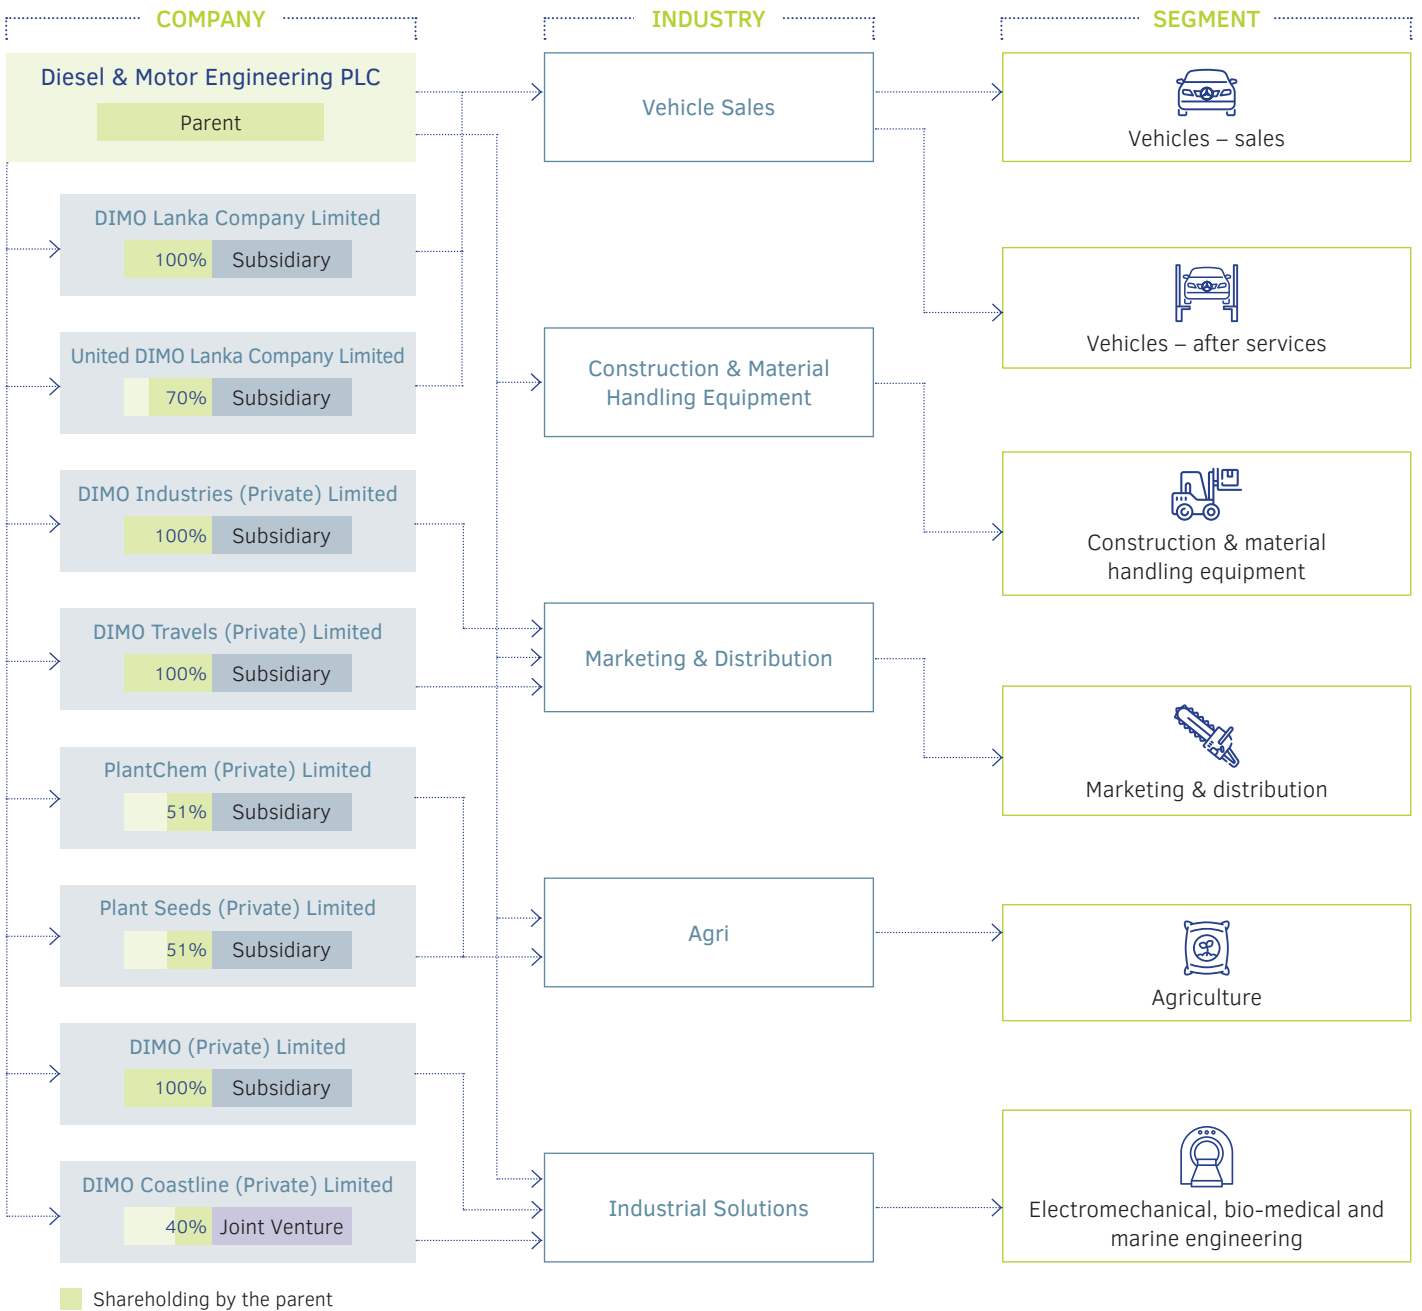 COMPANY
Diesel & Motor Engineering PLC
Parent
DIMO Lanka Company Limited
100% Subsidiary
United DIMO Lanka Company Limited
70% Subsidiary
DIMO Industries (Private) Limited
100% Subsidiary
DIMO Travels (Private) Limited
100% Subsidiary
PlantChem (Private) Limited
51% Subsidiary
Plant Seeds (Private) Limited
51% Subsidiary
DIMO (Private) Limited
100% Subsidiary
DIMO Coastline (Private) Limited
40% Joint Venture
Shareholding by the parent
INDUSTRY
Vehicle Sales
Construction & Material
Handling Equipment
Marketing & Distribution
Agri
Industrial Solutions
SEGMENT
Vehicles – sales
Vehicles – after services
Construction & material
handling equipment
Marketing & distribution
Agriculture
Electromechanical, bio-medical and
marine engineering